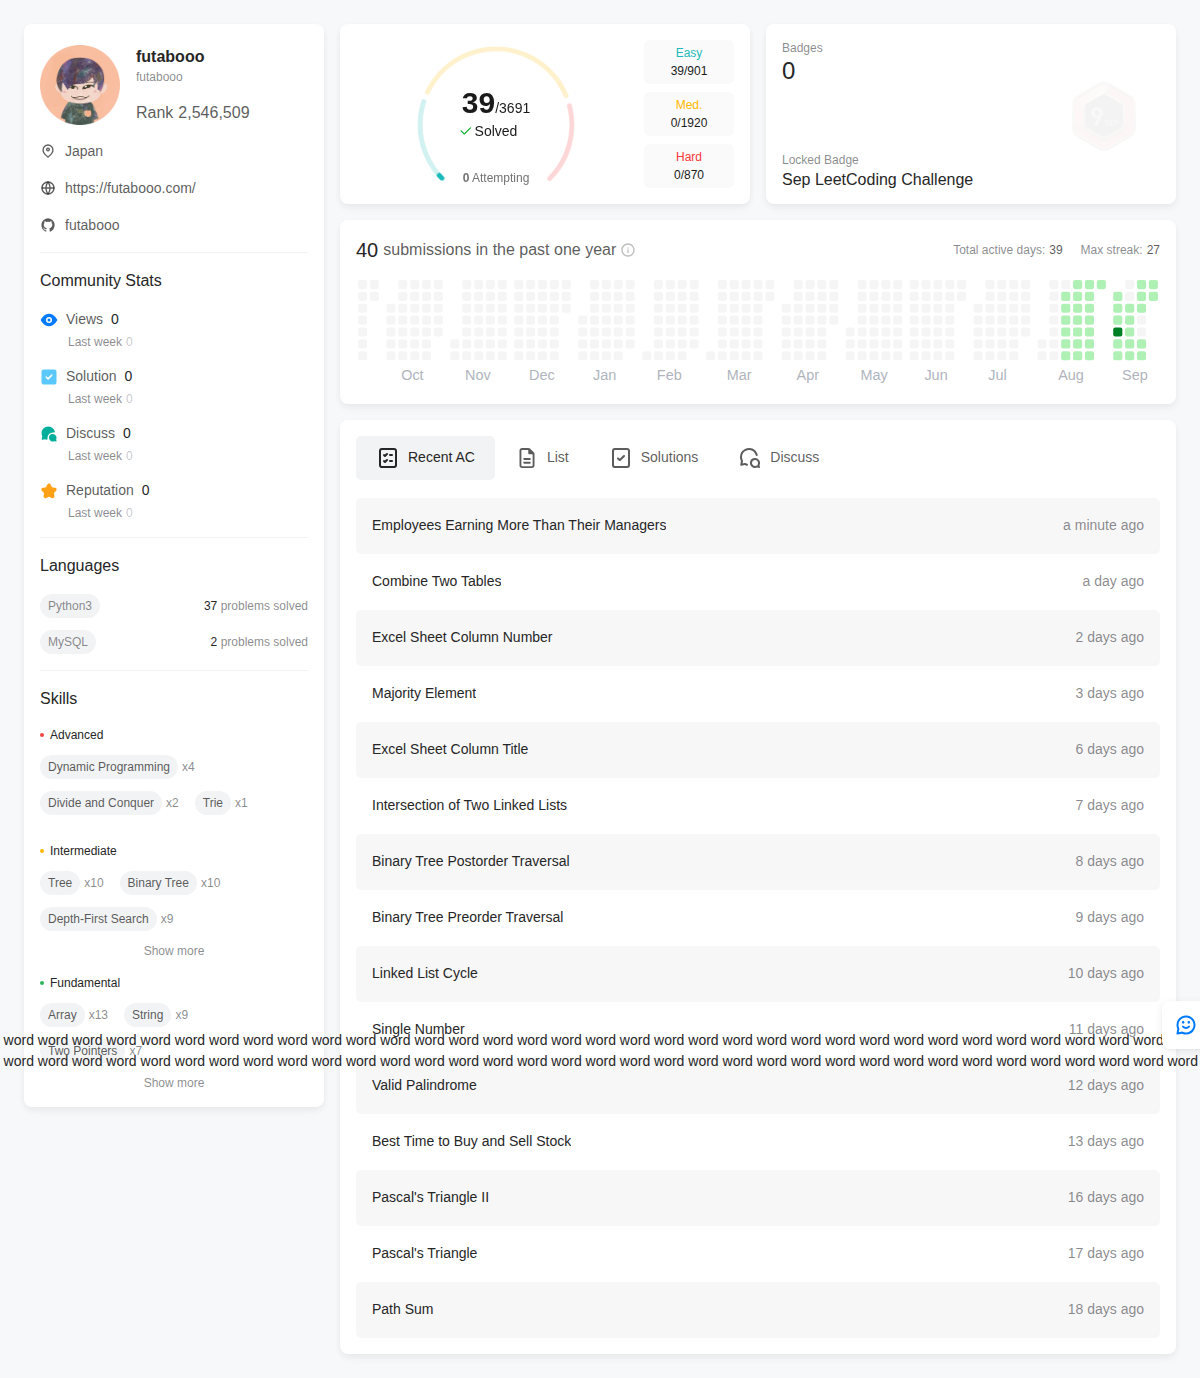 futabooo
futabooo
Rank 2,546,509
Japan
https://futabooo.com/
futabooo
Community Stats
Views 0
Last week 0
Solution 0
Last week 0
Discuss 0
Last week 0
Reputation 0
Last week 0
Languages
Python3 37 problems solved
MySQL 2 problems solved
Skills
Advanced
Dynamic Programming x4
Divide and Conquer x2 Trie x1
Intermediate
Tree x10 Binary Tree x10
Depth-First Search x9
Show more
Fundamental
Array x13 String x9
Two Pointers x7
Show more
39/3691
Solved
0 Attempting
Easy
39/901
Med.
0/1920
Hard
0/870
Badges
0
Locked Badge
Sep LeetCoding Challenge
40 submissions in the past one year
Total active days: 39 Max streak: 27
Oct Nov Dec Jan Feb Mar Apr May Jun Jul Aug Sep
Recent AC List Solutions Discuss
Employees Earning More Than Their Managers a minute ago
Combine Two Tables a day ago
Excel Sheet Column Number 2 days ago
Majority Element 3 days ago
Excel Sheet Column Title 6 days ago
Intersection of Two Linked Lists 7 days ago
Binary Tree Postorder Traversal 8 days ago
Binary Tree Preorder Traversal 9 days ago
Linked List Cycle 10 days ago
Single Number 11 days ago
word word word word word word word word word word word word word word word word word word word word word word word word word word word word word word word word word word
word word word word word word word word word word word word word word word word word word word word word word word word word word word word word word word word word word word
Valid Palindrome 12 days ago
Best Time to Buy and Sell Stock 13 days ago
Pascal's Triangle II 16 days ago
Pascal's Triangle 17 days ago
Path Sum 18 days ago